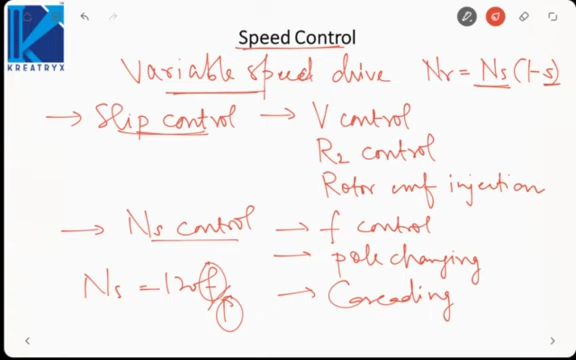 Speed Control
KREATRYX
Variable speed drive Nr = Ns (1-s)
→ Slip control → V control
R2 control
Rotor emf injection
→ Ns control → f control
→ pole changing
Ns = 120f/P → Cascading